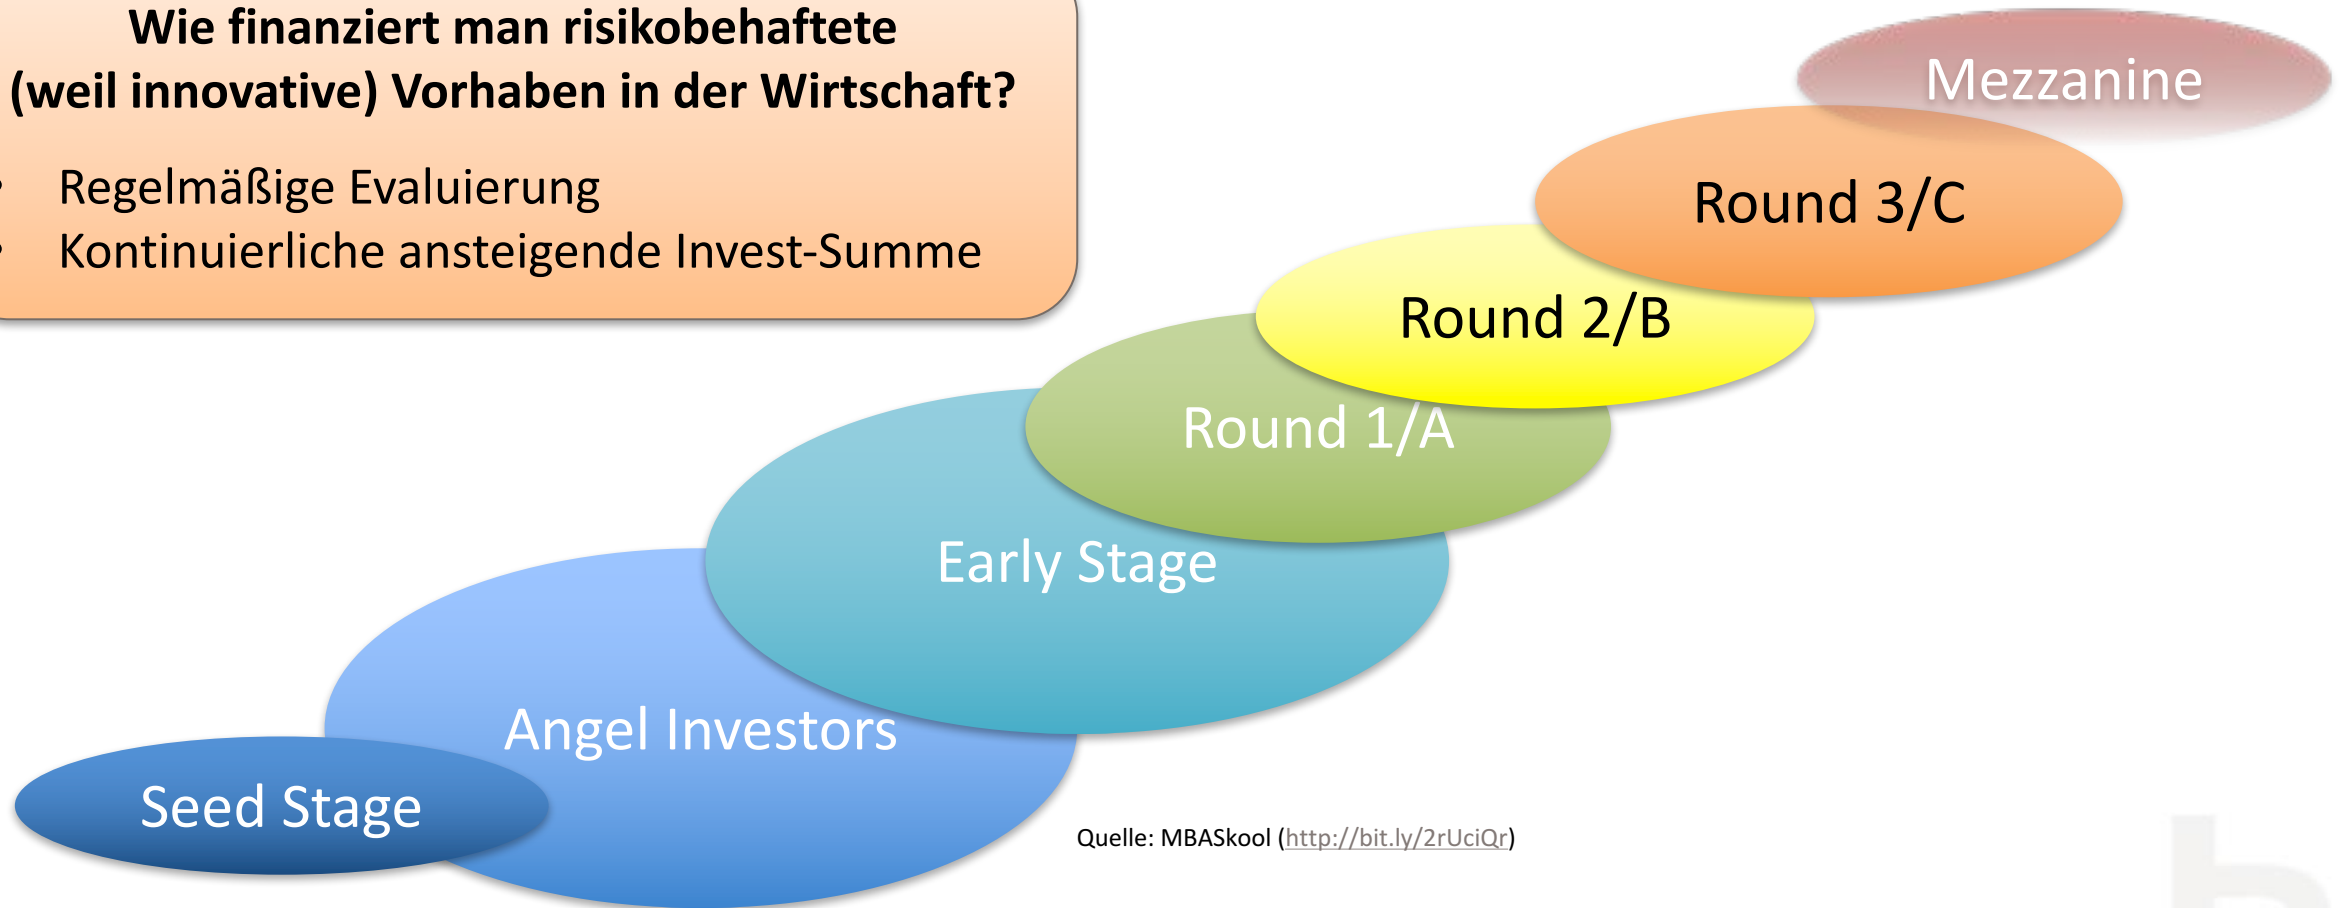 Wie finanziert man risikobehaftete
(weil innovative) Vorhaben in der Wirtschaft?
• Regelmäßige Evaluierung
• Kontinuierliche ansteigende Invest-Summe
Mezzanine
Round 3/C
Round 2/B
Round 1/A
Early Stage
Angel Investors
Seed Stage
Quelle: MBASkool (http://bit.ly/2rUciQr)